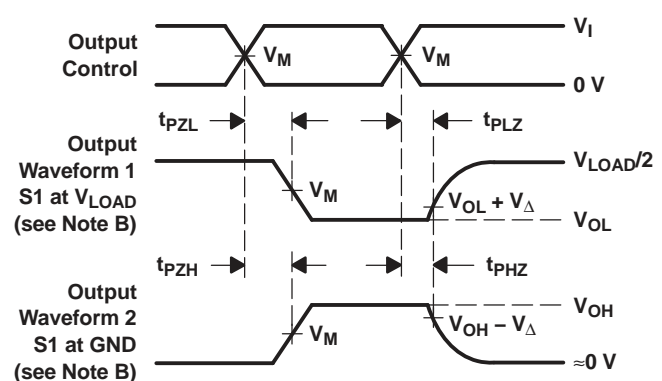 Output
Control
V_M
V_M
V_I
0 V
t_PZL
t_PLZ
Output
Waveform 1
S1 at V_LOAD
(see Note B)
V_M
V_LOAD/2
V_OL + V_Δ
V_OL
t_PZH
t_PHZ
Output
Waveform 2
S1 at GND
(see Note B)
V_M
V_OH
V_OH − V_Δ
≈0 V